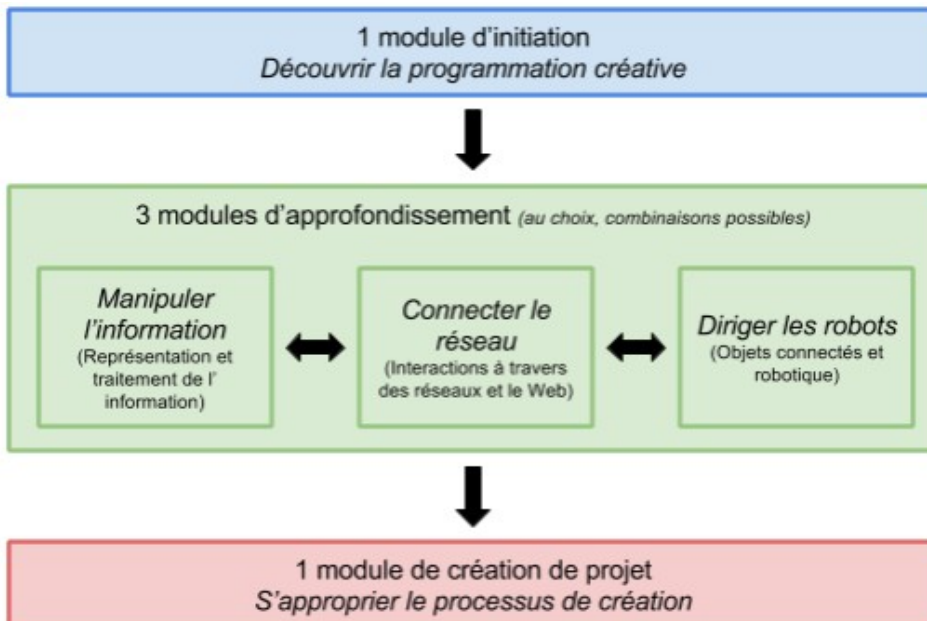 1 module d'initiation
Découvrir la programmation créative
3 modules d'approfondissement (au choix, combinaisons possibles)
Manipuler
l'information
(Représentation et
traitement de l'
information)
Connecter le
réseau
(Interactions à travers
des réseaux et le Web)
Diriger les robots
(Objets connectés et
robotique)
1 module de création de projet
S'approprier le processus de création